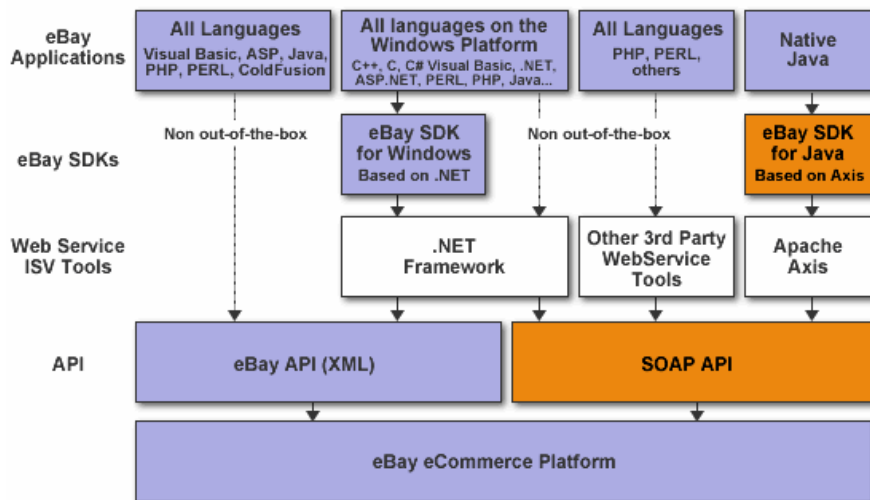 eBay
Applications
All Languages
Visual Basic, ASP, Java,
PHP, PERL, ColdFusion
All languages on the
Windows Platform
C++, C, C# Visual Basic, .NET,
ASP.NET, PERL, PHP, Java...
All Languages
PHP, PERL,
others
Native
Java
eBay SDKs
Non out-of-the-box
eBay SDK
for Windows
Based on .NET
Non out-of-the-box
eBay SDK
for Java
Based on Axis
Web Service
ISV Tools
.NET
Framework
Other 3rd Party
WebService
Tools
Apache
Axis
API
eBay API (XML)
SOAP API
eBay eCommerce Platform